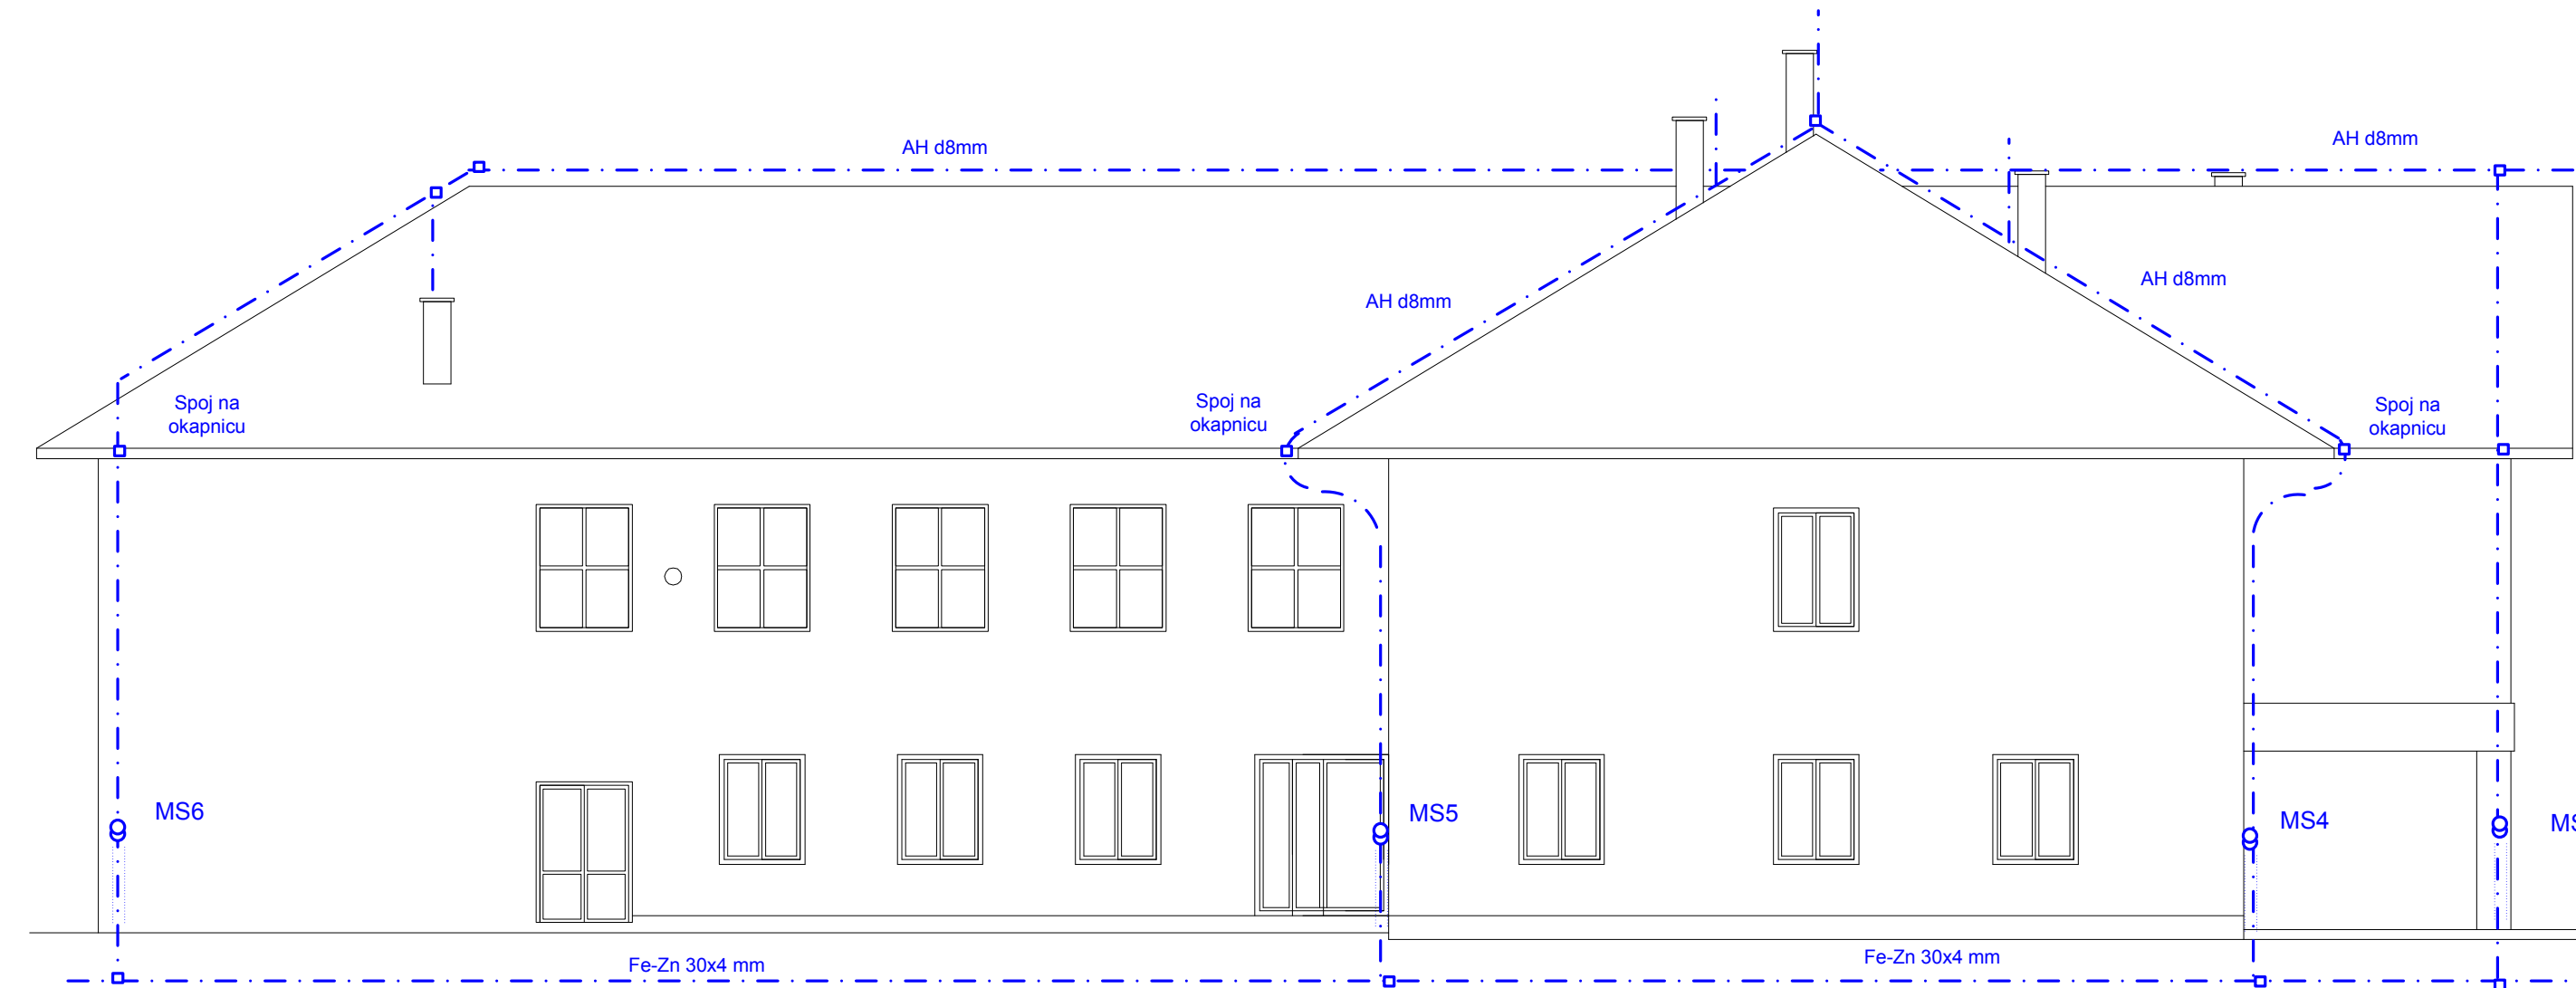 AH d8mm
AH d8mm
AH d8mm
AH d8mm
Spoj na
okapnicu
Spoj na
okapnicu
Spoj na
okapnicu
MS6
MS5
MS4
MS
Fe-Zn 30x4 mm
Fe-Zn 30x4 mm